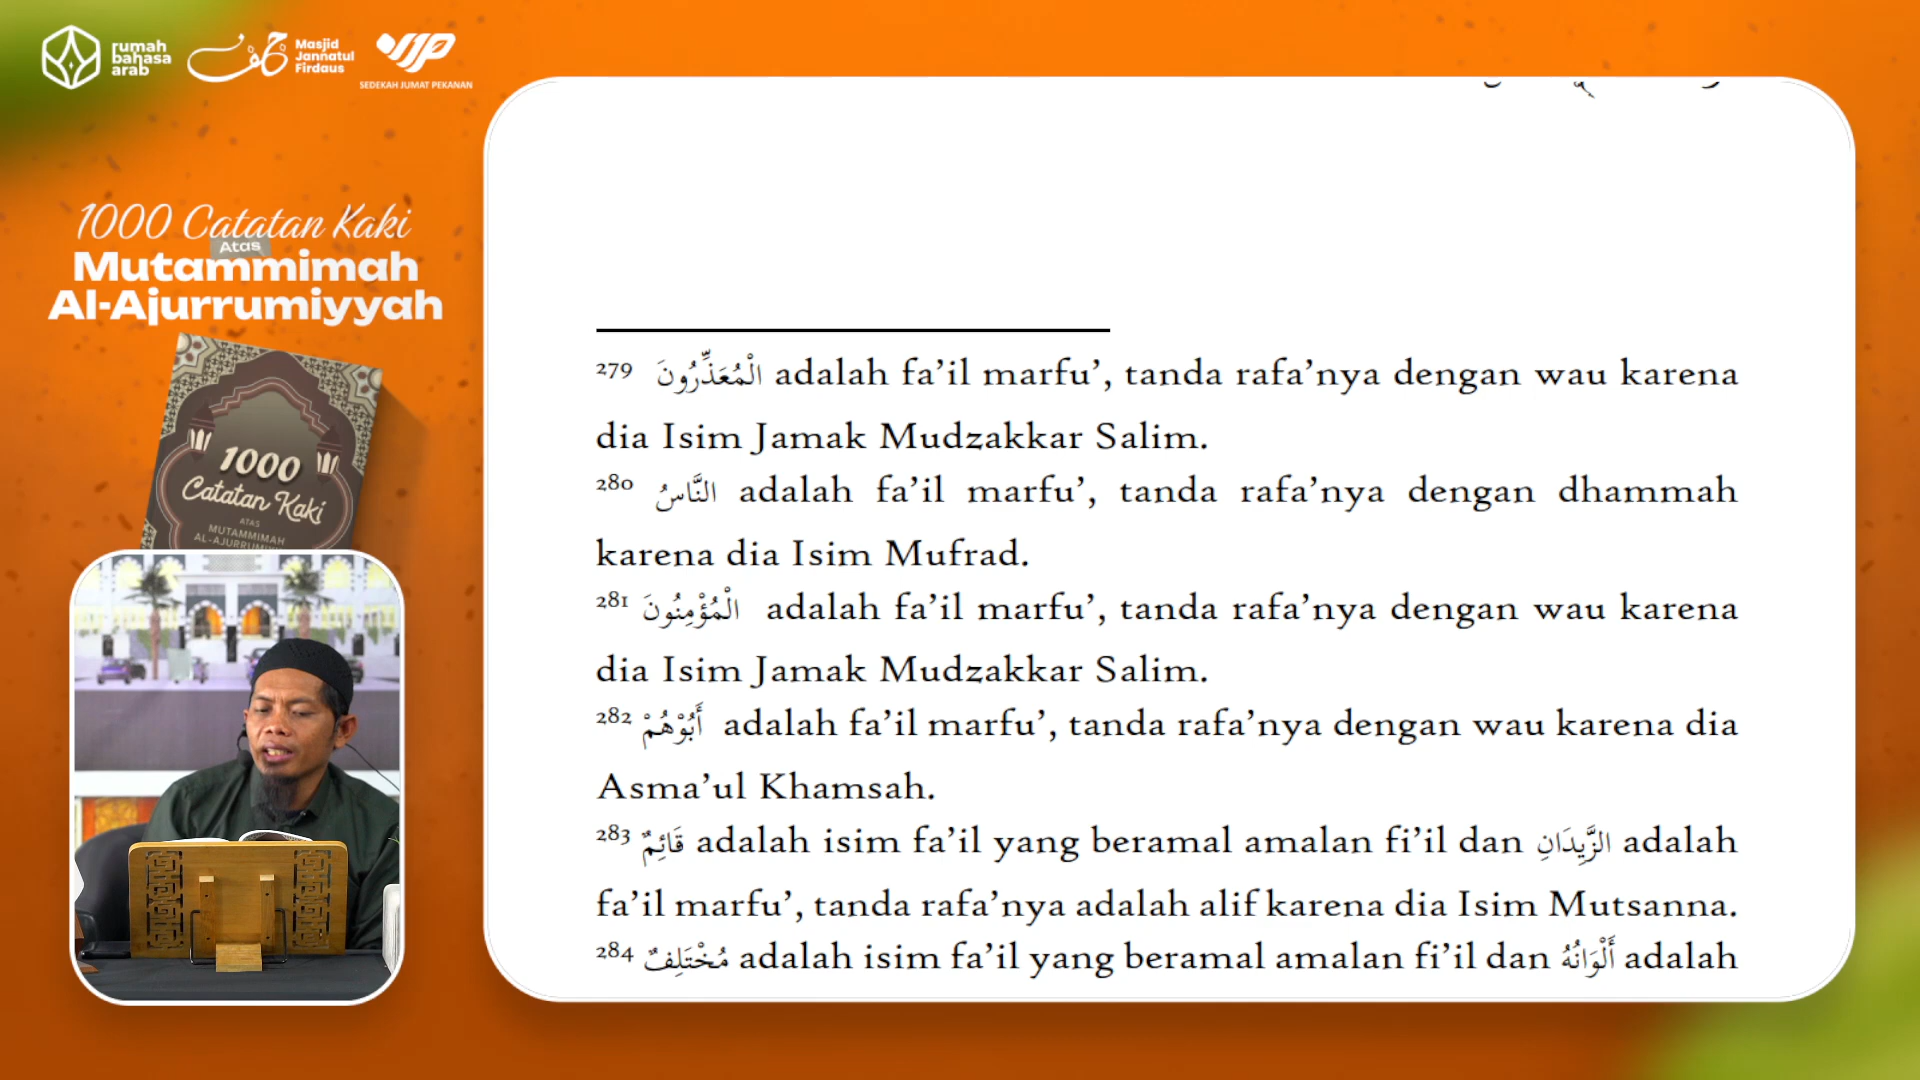 rumah
bahasa
arab
Masjid
Jannatul
Firdaus
VJP
SEDEKAH JUMAT PEKANAN
1000 Catatan Kaki
Atas
Mutammimah
Al-Ajurrumiyyah
1000
Catatan Kaki
ATAS
MUTAMMIMAH
279 الْمُعَذِّرُونَ adalah fa’il marfu’, tanda rafa’nya dengan wau karena
dia Isim Jamak Mudzakkar Salim.
280 النَّاسُ adalah fa’il marfu’, tanda rafa’nya dengan dhammah
karena dia Isim Mufrad.
281 الْمُؤْمِنُونَ adalah fa’il marfu’, tanda rafa’nya dengan wau karena
dia Isim Jamak Mudzakkar Salim.
282 أَبُوْهُمْ adalah fa’il marfu’, tanda rafa’nya dengan wau karena dia
Asma’ul Khamsah.
283 قَائِمٌ adalah isim fa’il yang beramal amalan fi’il dan الزَّيِدَانِ adalah
fa’il marfu’, tanda rafa’nya adalah alif karena dia Isim Mutsanna.
284 مُخْتَلِفٌ adalah isim fa’il yang beramal amalan fi’il dan أَلْوَانُهُ adalah